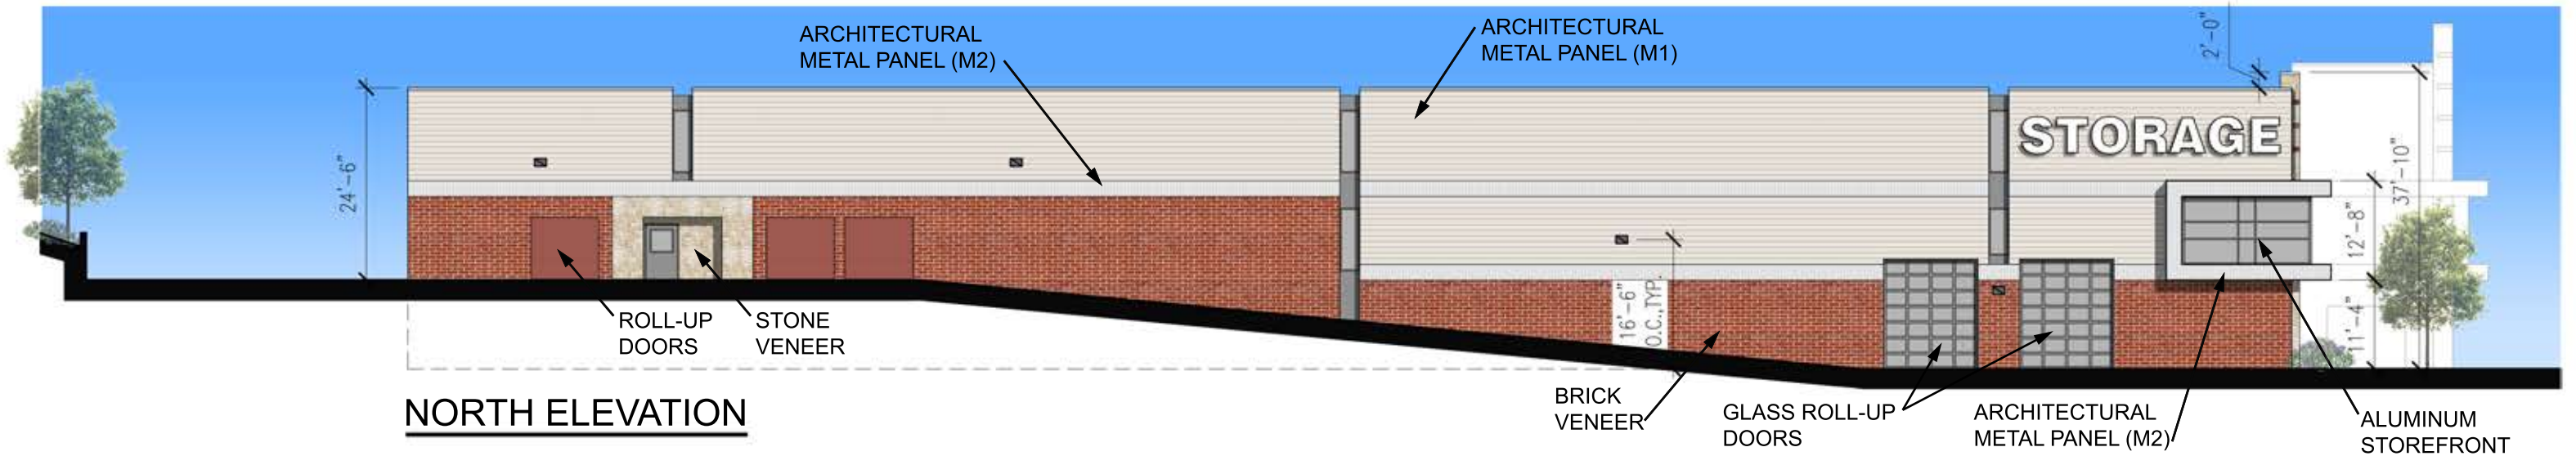 ARCHITECTURAL
METAL PANEL (M2)
ARCHITECTURAL
METAL PANEL (M1)
2'-0"
STORAGE
24'-6"
37'-10"
12'-8"
11'-4"
16'-6"
O.C.,TYP.
ROLL-UP
DOORS
STONE
VENEER
BRICK
VENEER
GLASS ROLL-UP
DOORS
ARCHITECTURAL
METAL PANEL (M2)
ALUMINUM
STOREFRONT
NORTH ELEVATION